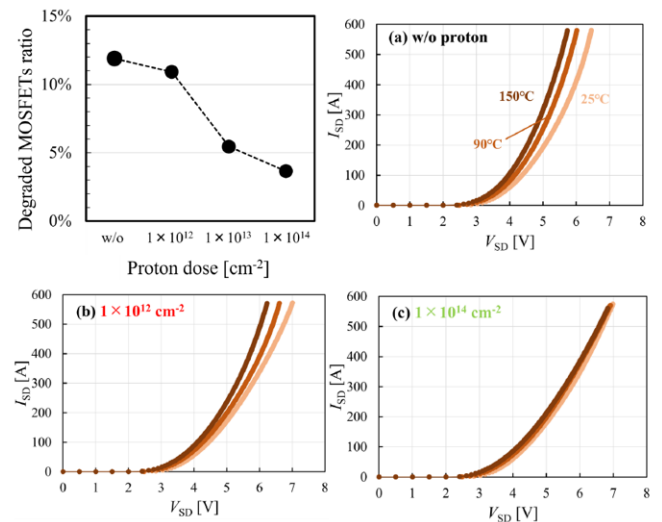 15%
10%
5%
0%
Degraded MOSFETs ratio
w/o
1 × 10¹²
1 × 10¹³
1 × 10¹⁴
Proton dose [cm⁻²]
(a) w/o proton
600
500
400
300
200
100
0
I_SD [A]
150℃
90℃
25℃
0 1 2 3 4 5 6 7 8
V_SD [V]
(b) 1 × 10¹² cm⁻²
600
500
400
300
200
100
0
I_SD [A]
0 1 2 3 4 5 6 7 8
V_SD [V]
(c) 1 × 10¹⁴ cm⁻²
600
500
400
300
200
100
0
I_SD [A]
0 1 2 3 4 5 6 7 8
V_SD [V]